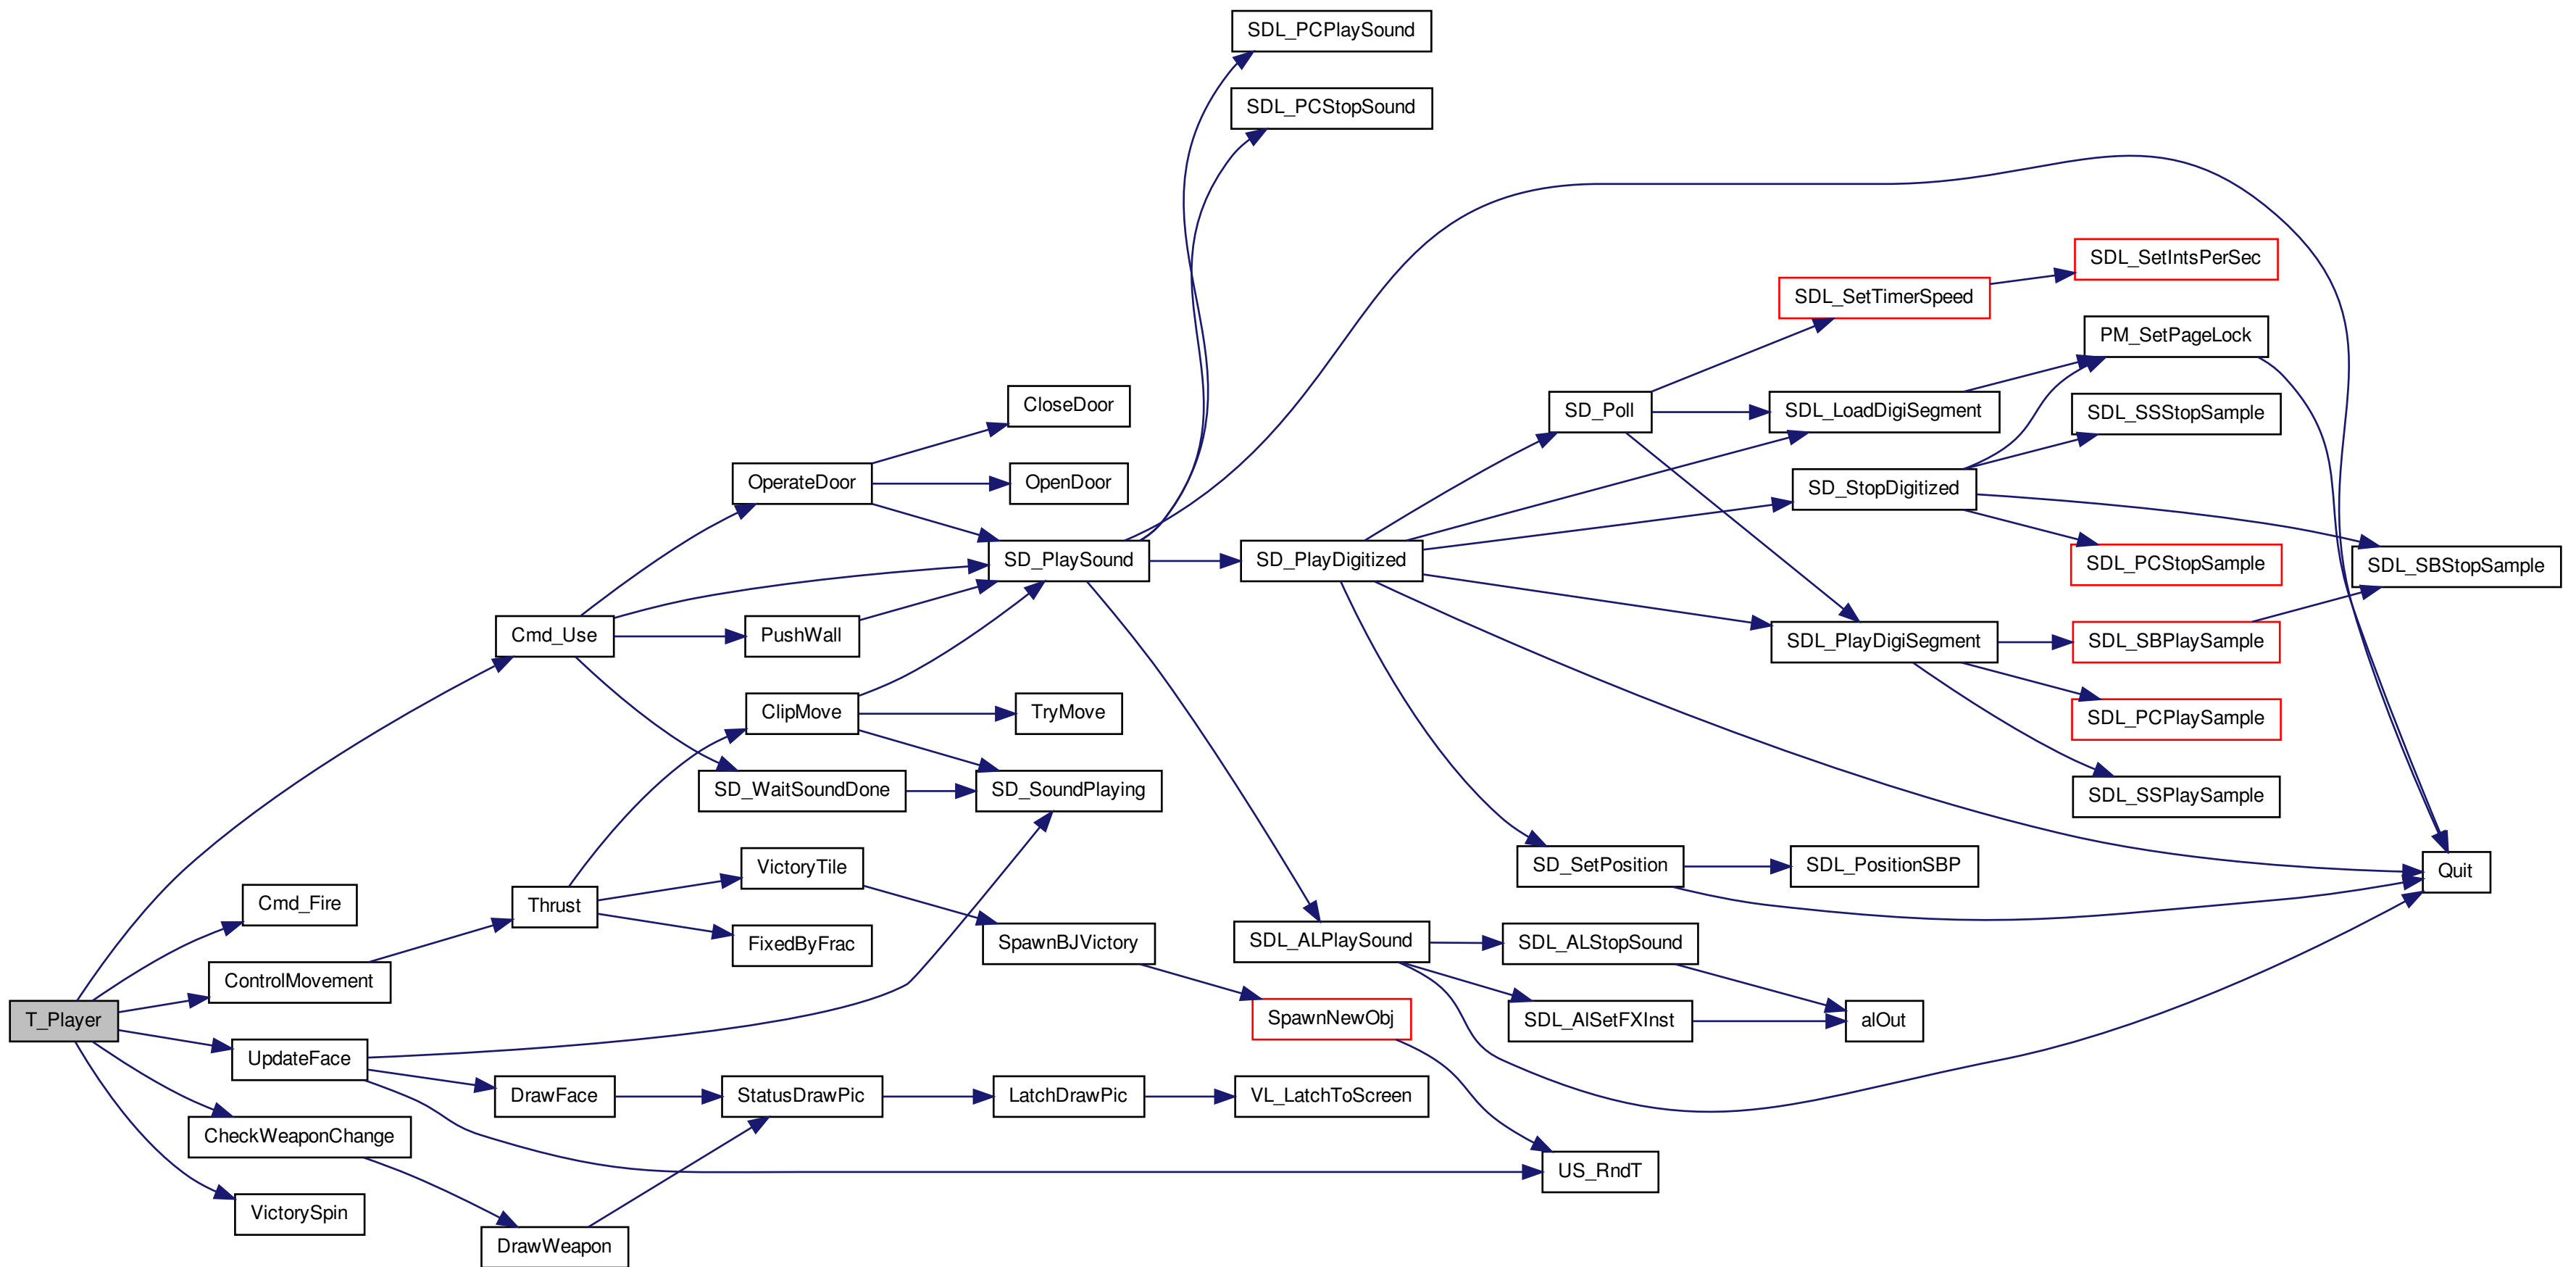 SDL_PCPlaySound
SDL_PCStopSound
SDL_SetIntsPerSec
SDL_SetTimerSpeed
PM_SetPageLock
CloseDoor
SD_Poll
SDL_LoadDigiSegment
SDL_SSStopSample
OperateDoor
OpenDoor
SD_StopDigitized
SD_PlaySound
SD_PlayDigitized
SDL_PCStopSample
SDL_SBStopSample
Cmd_Use
PushWall
SDL_PlayDigiSegment
SDL_SBPlaySample
ClipMove
TryMove
SDL_PCPlaySample
SD_WaitSoundDone
SD_SoundPlaying
SDL_SSPlaySample
VictoryTile
SD_SetPosition
SDL_PositionSBP
Quit
Cmd_Fire
Thrust
FixedByFrac
SpawnBJVictory
SDL_ALPlaySound
SDL_ALStopSound
ControlMovement
T_Player
SpawnNewObj
SDL_AlSetFXInst
alOut
UpdateFace
DrawFace
StatusDrawPic
LatchDrawPic
VL_LatchToScreen
CheckWeaponChange
US_RndT
VictorySpin
DrawWeapon